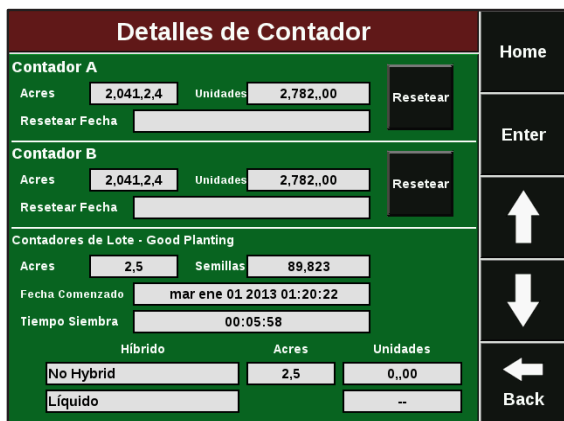 Detalles de Contador
Home
Contador A
Acres 2,041,2,4 Unidades 2,782,,00 Resetear
Resetear Fecha
Enter
Contador B
Acres 2,041,2,4 Unidades 2,782,,00 Resetear
Resetear Fecha
Contadores de Lote - Good Planting
Acres 2,5 Semillas 89,823
Fecha Comenzado mar ene 01 2013 01:20:22
Tiempo Siembra 00:05:58
Híbrido Acres Unidades
No Hybrid 2,5 0,,00
Líquido --
Back